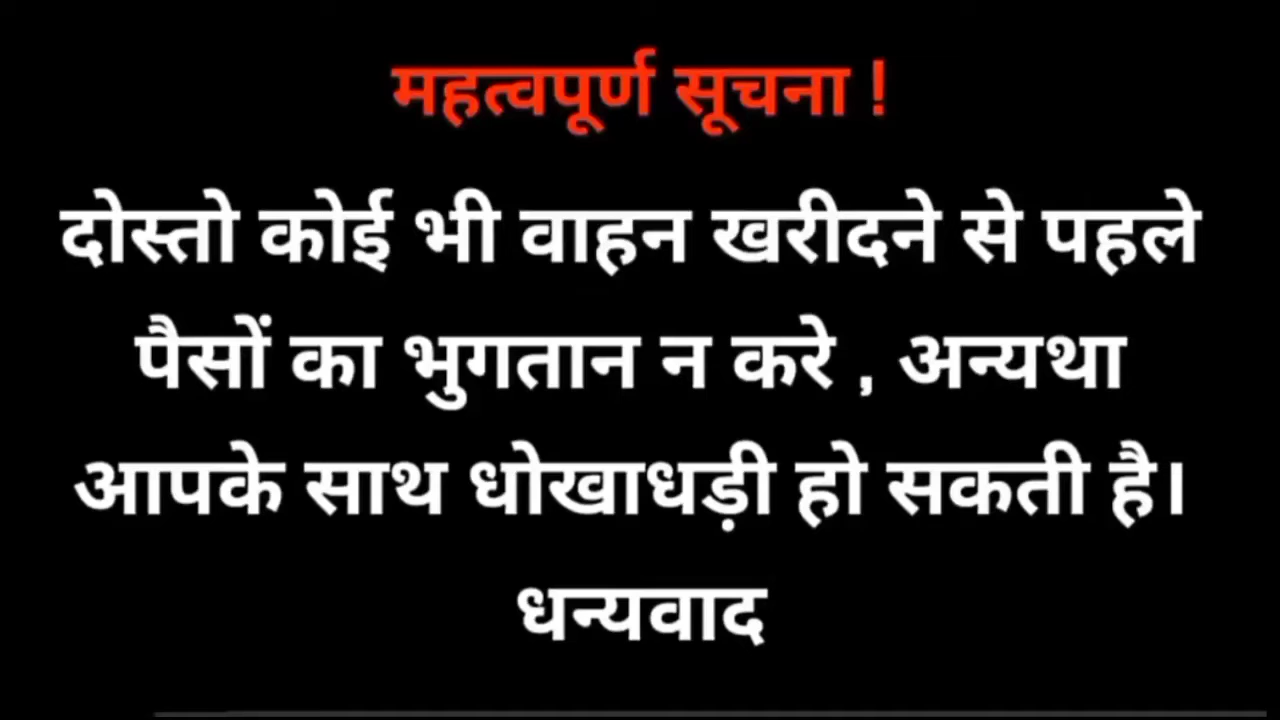 महत्वपूर्ण सूचना !
दोस्तो कोई भी वाहन खरीदने से पहले
पैसों का भुगतान न करे , अन्यथा
आपके साथ धोखाधड़ी हो सकती है।
धन्यवाद